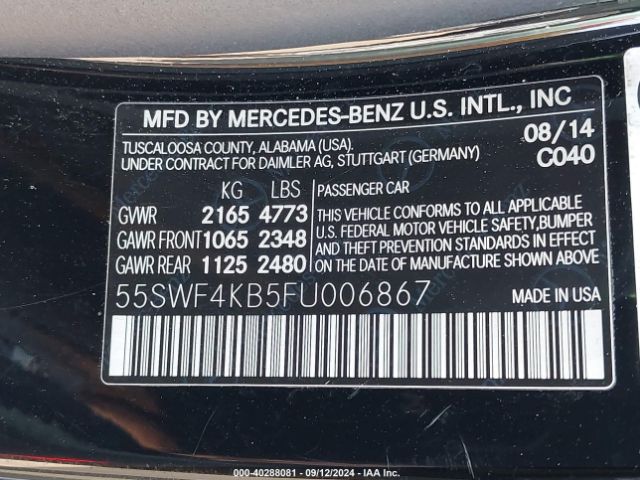 MFD BY MERCEDES-BENZ U.S. INTL., INC
TUSCALOOSA COUNTY, ALABAMA (USA).
UNDER CONTRACT FOR DAIMLER AG, STUTTGART (GERMANY)
08/14
C040
KG LBS
GVWR 2165 4773
GAWR FRONT 1065 2348
GAWR REAR 1125 2480
PASSENGER CAR
THIS VEHICLE CONFORMS TO ALL APPLICABLE
U.S. FEDERAL MOTOR VEHICLE SAFETY,BUMPER
AND THEFT PREVENTION STANDARDS IN EFFECT
ON THE DATE OF MANUFACTURE SHOWN ABOVE
55SWF4KB5FU006867
MADE IN USA
000-40288081 - 09/12/2024 - IAA Inc.